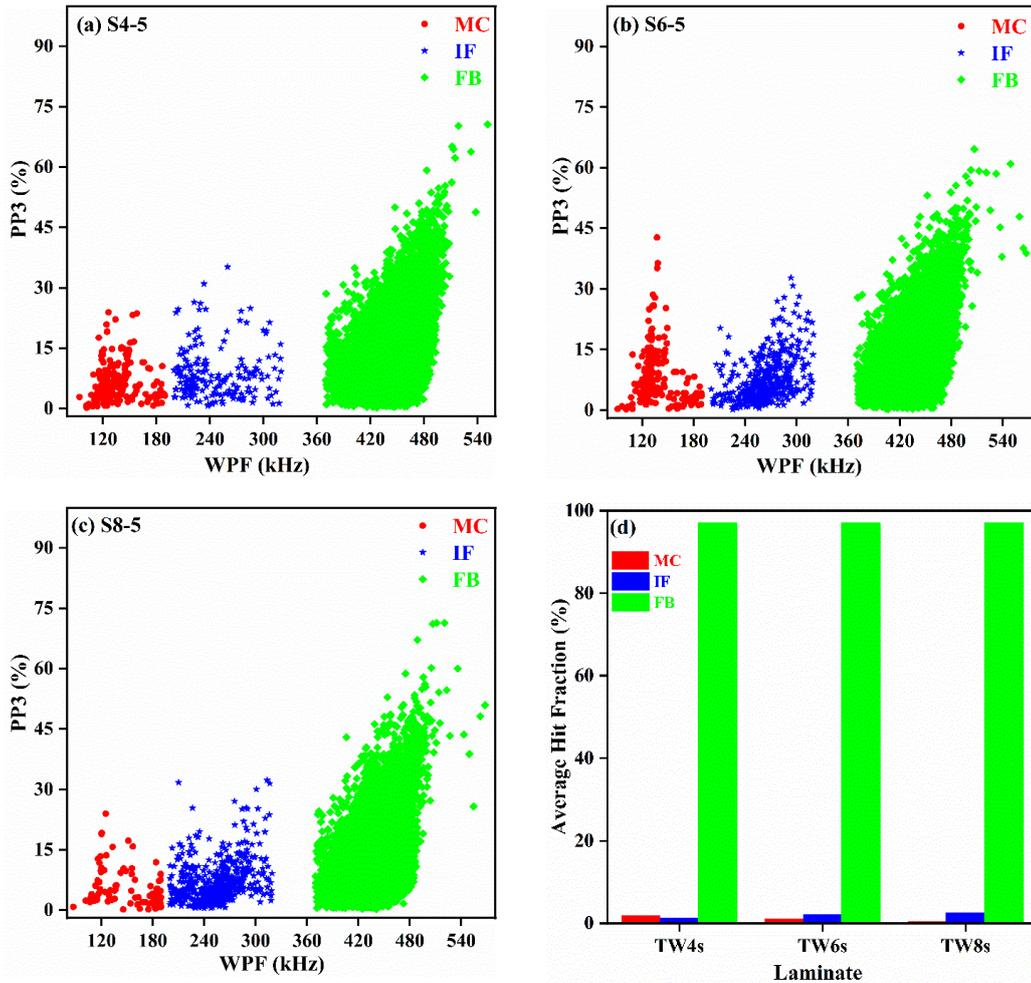 (a) S4-5
MC
IF
FB
90
75
60
45
30
15
0
PP3 (%)
120 180 240 300 360 420 480 540
WPF (kHz)
(b) S6-5
MC
IF
FB
90
75
60
45
30
15
0
PP3 (%)
120 180 240 300 360 420 480 540
WPF (kHz)
(c) S8-5
MC
IF
FB
90
75
60
45
30
15
0
PP3 (%)
120 180 240 300 360 420 480 540
WPF (kHz)
(d)
MC
IF
FB
100
80
60
40
20
0
Average Hit Fraction (%)
TW4s TW6s TW8s
Laminate